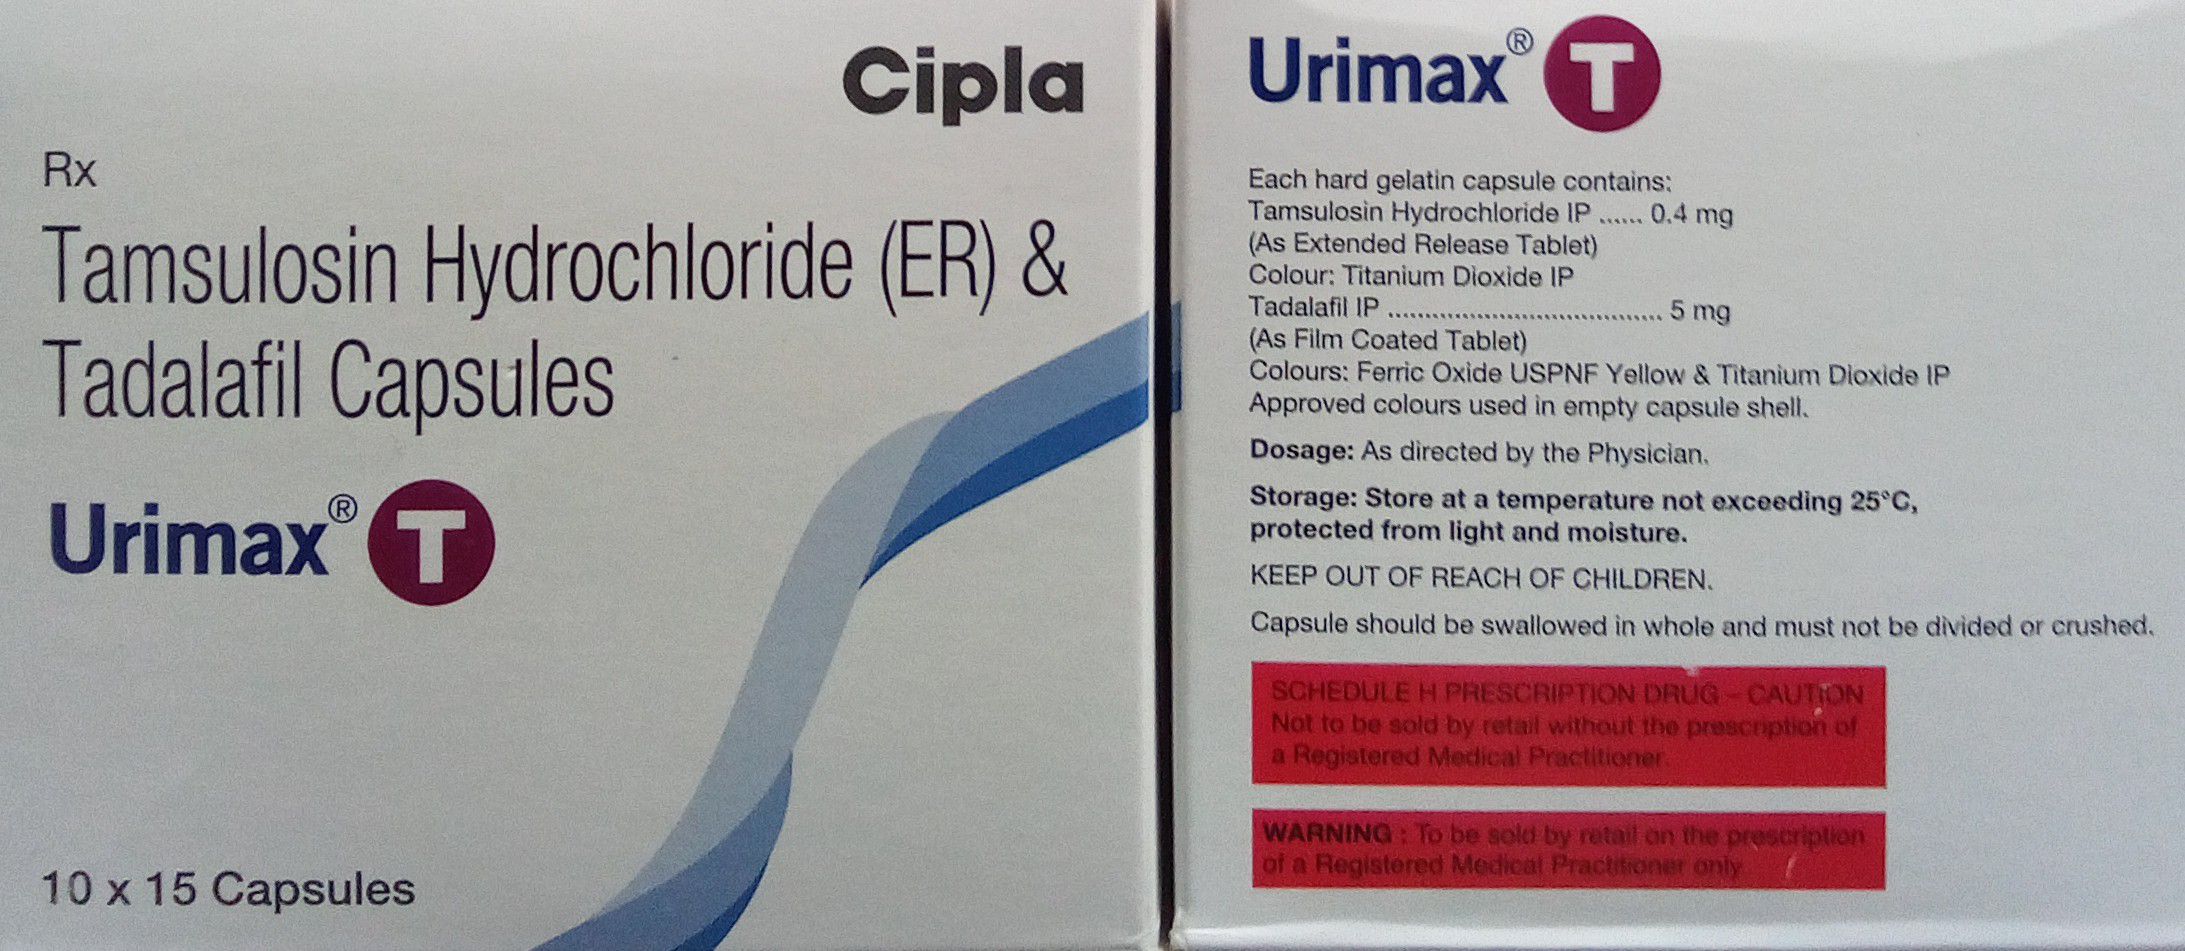 Cipla
Rx
Tamsulosin Hydrochloride (ER) &
Tadalafil Capsules
Urimax® T
10 x 15 Capsules
Urimax® T
Each hard gelatin capsule contains:
Tamsulosin Hydrochloride IP ...... 0.4 mg
(As Extended Release Tablet)
Colour: Titanium Dioxide IP
Tadalafil IP ..................................... 5 mg
(As Film Coated Tablet)
Colours: Ferric Oxide USPNF Yellow & Titanium Dioxide IP
Approved colours used in empty capsule shell.
Dosage: As directed by the Physician.
Storage: Store at a temperature not exceeding 25°C,
protected from light and moisture.
KEEP OUT OF REACH OF CHILDREN.
Capsule should be swallowed in whole and must not be divided or crushed.
SCHEDULE H PRESCRIPTION DRUG – CAUTION
Not to be sold by retail without the prescription of
a Registered Medical Practitioner.
WARNING : To be sold by retail on the prescription
of a Registered Medical Practitioner only